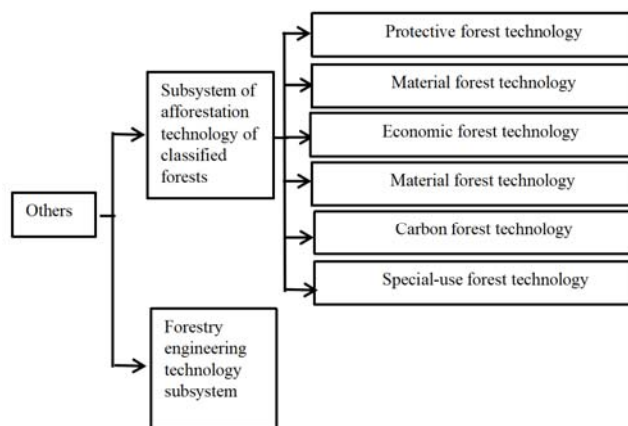 Others
Subsystem of
afforestation
technology of
classified
forests
Forestry
engineering
technology
subsystem
Protective forest technology
Material forest technology
Economic forest technology
Material forest technology
Carbon forest technology
Special-use forest technology